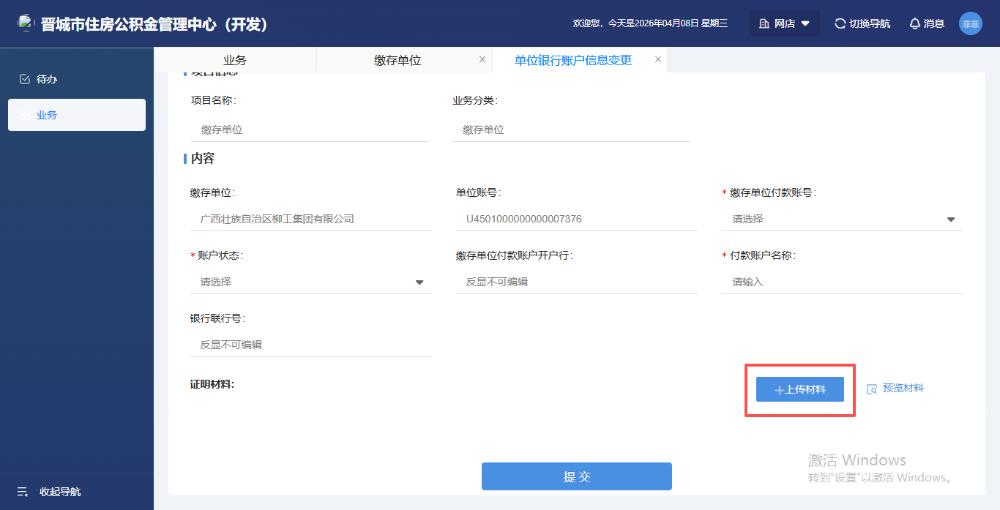 晋城市住房公积金管理中心（开发）
欢迎您，今天是2026年04月08日 星期三
网店
切换导航
消息
菲菲
待办
业务
收起导航
业务
缴存单位
单位银行账户信息变更
项目信息
项目名称:
业务分类:
缴存单位
缴存单位
内容
缴存单位:
单位账号:
* 缴存单位付款账号:
广西壮族自治区柳工集团有限公司
U4501000000000007376
请选择
* 账户状态:
缴存单位付款账户开户行:
* 付款账户名称:
请选择
反显不可编辑
请输入
银行联行号:
反显不可编辑
证明材料:
上传材料
预览材料
提 交
激活 Windows
转到"设置"以激活 Windows。